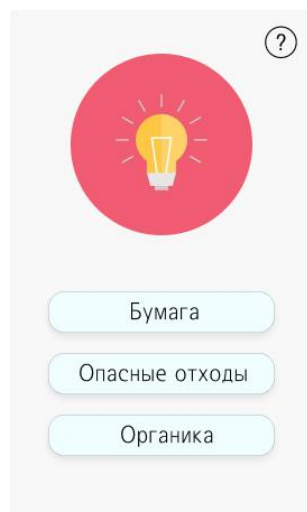 ?
Бумага
Опасные отходы
Органика